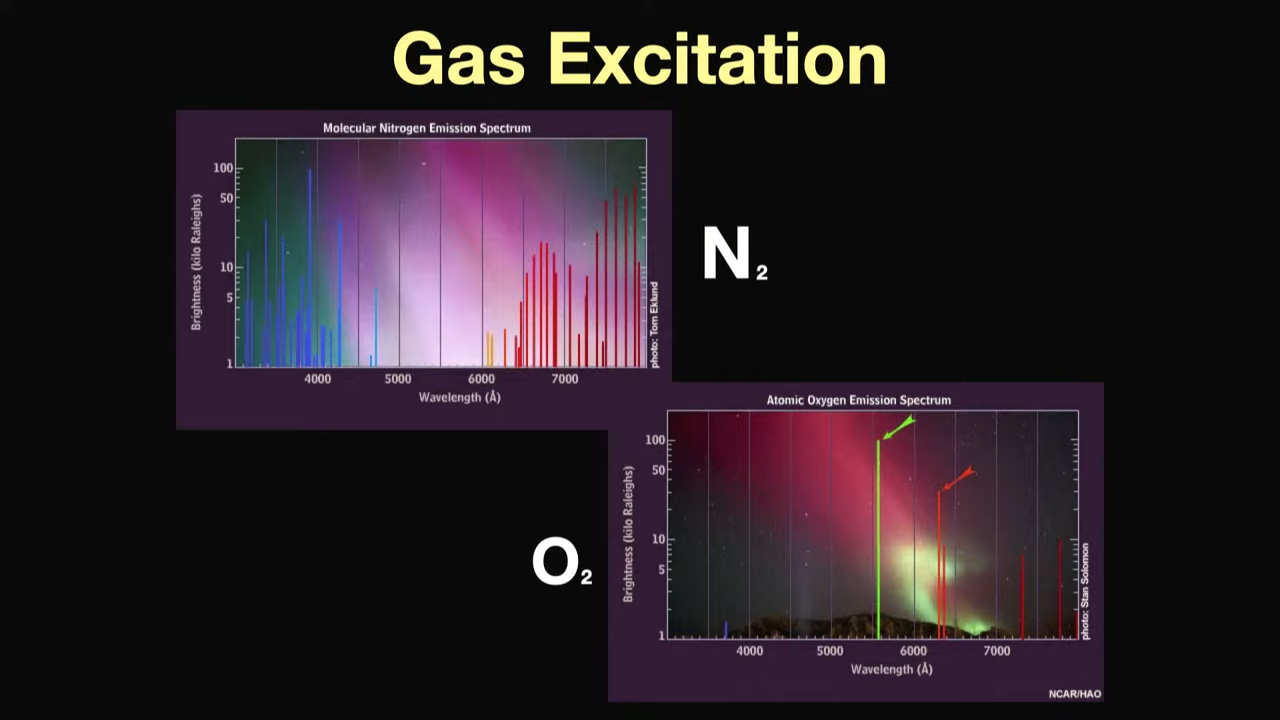 Gas Excitation
Molecular Nitrogen Emission Spectrum
Brightness (kilo Raleighs)
100
50
10
5
1
4000 5000 6000 7000
Wavelength (Å)
photo: Tom Eklund
N₂
Atomic Oxygen Emission Spectrum
Brightness (kilo Raleighs)
100
50
10
5
1
4000 5000 6000 7000
Wavelength (Å)
photo: Stan Solomon
NCAR/HAO
O₂